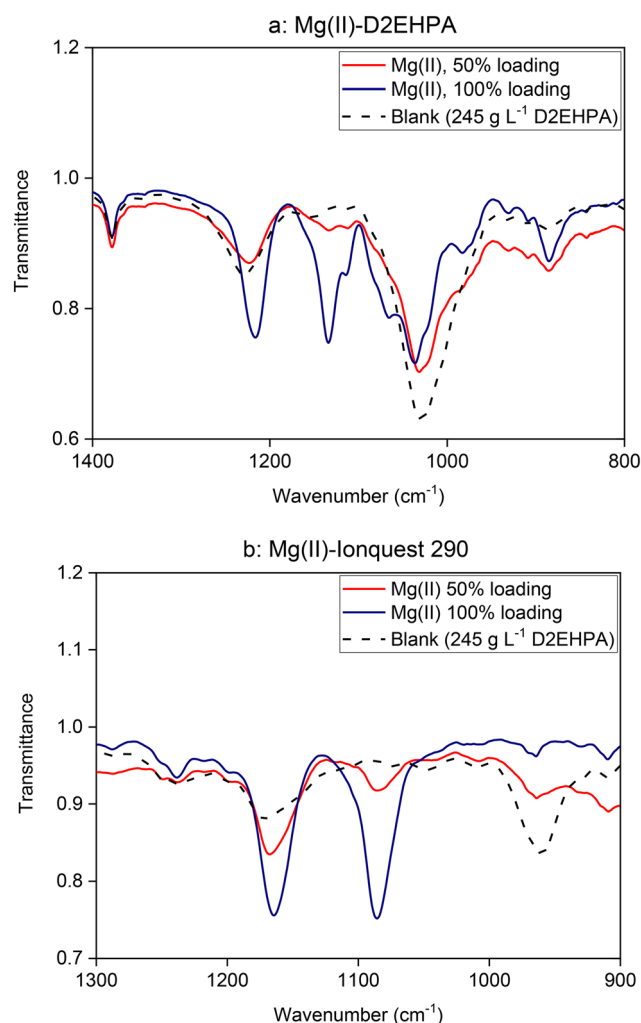 a: Mg(II)-D2EHPA
1.2
Mg(II), 50% loading
Mg(II), 100% loading
Blank (245 g L⁻¹ D2EHPA)
1.0
Transmittance
0.8
0.6
1400 1200 1000 800
Wavenumber (cm⁻¹)
b: Mg(II)-Ionquest 290
1.2
Mg(II) 50% loading
Mg(II) 100% loading
Blank (245 g L⁻¹ D2EHPA)
1.1
1.0
Transmittance
0.9
0.8
0.7
1300 1200 1100 1000 900
Wavenumber (cm⁻¹)